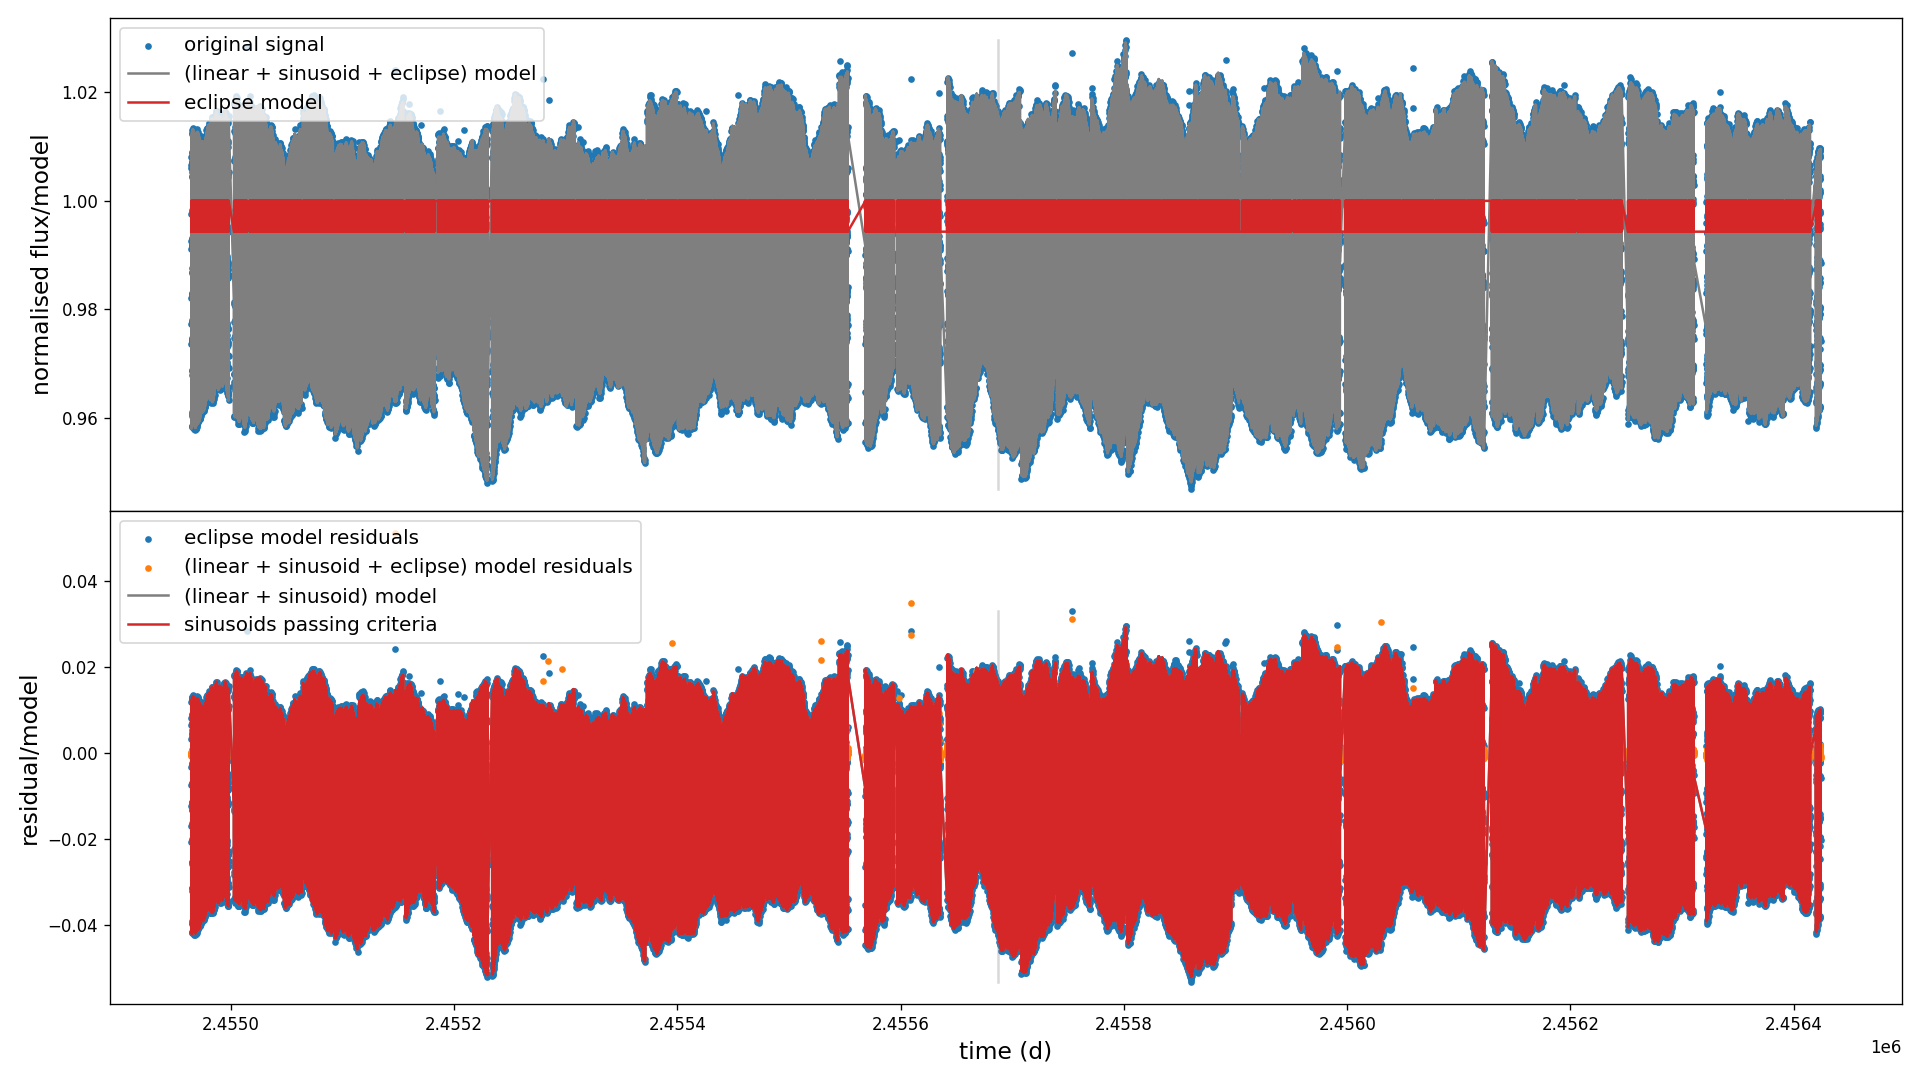 original signal
(linear + sinusoid + eclipse) model
eclipse model
1.02
1.00
0.98
0.96
normalised flux/model
eclipse model residuals
(linear + sinusoid + eclipse) model residuals
(linear + sinusoid) model
sinusoids passing criteria
0.04
0.02
0.00
−0.02
−0.04
residual/model
2.4550
2.4552
2.4554
2.4556
2.4558
2.4560
2.4562
2.4564
1e6
time (d)